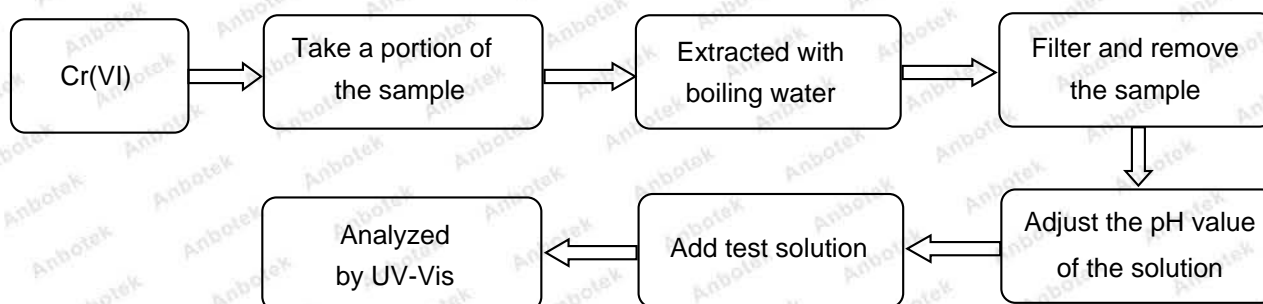 Cr(VI)
Take a portion of
the sample
Extracted with
boiling water
Filter and remove
the sample
Adjust the pH value
of the solution
Add test solution
Analyzed
by UV-Vis
Anbotek